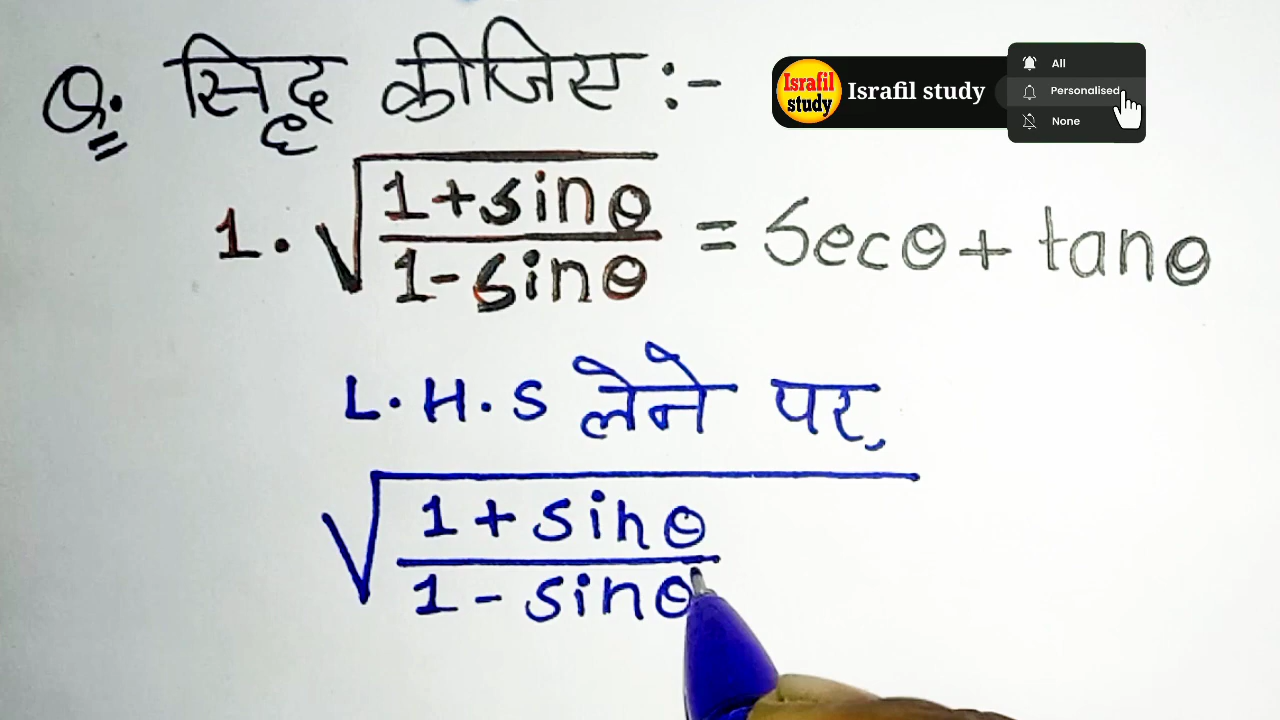 Q. सिद्ध कीजिए :-
Israfil study
Israfil study
All
Personalised
None
1. √(1+sinθ / 1-sinθ) = Secθ + tanθ
L.H.S लेने पर,
√(1+sinθ / 1-sinθ)